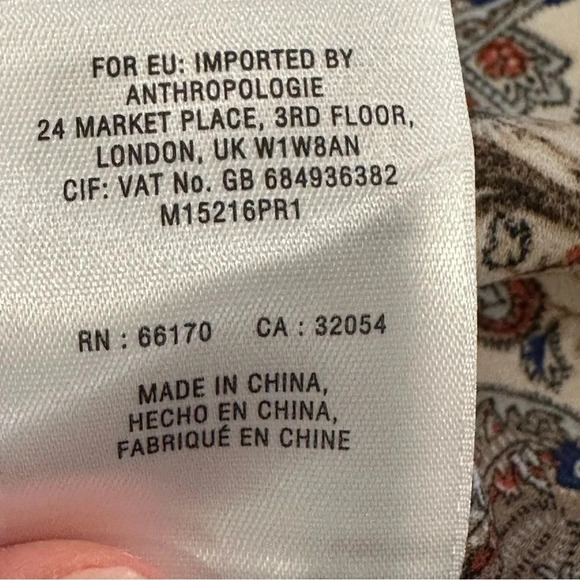 FOR EU: IMPORTED BY
ANTHROPOLOGIE
24 MARKET PLACE, 3RD FLOOR,
LONDON, UK W1W8AN
CIF: VAT No. GB 684936382
M15216PR1
RN : 66170 CA : 32054
MADE IN CHINA,
HECHO EN CHINA,
FABRIQUÉ EN CHINE